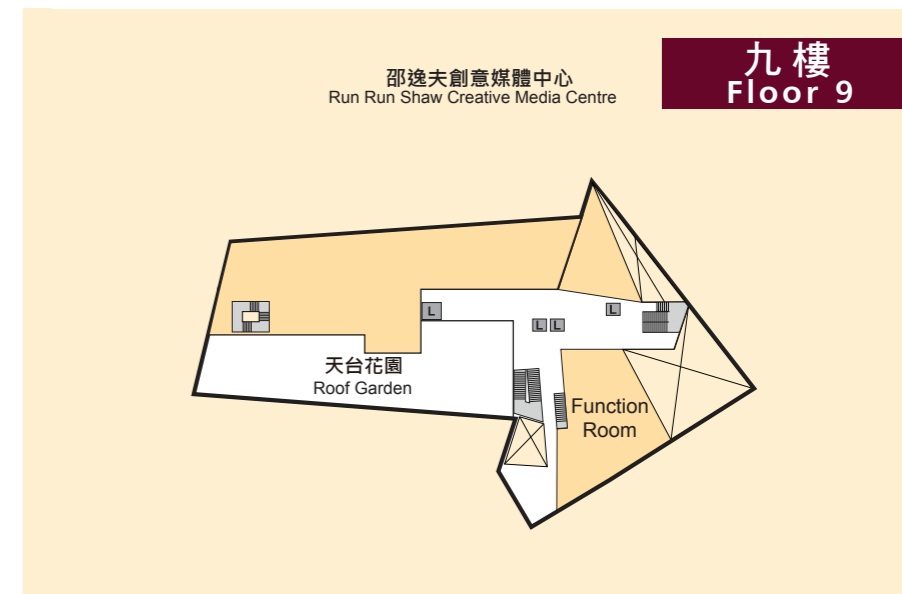 九樓
Floor 9
邵逸夫創意媒體中心
Run Run Shaw Creative Media Centre
L
L
L L
天台花園
Roof Garden
Function
Room